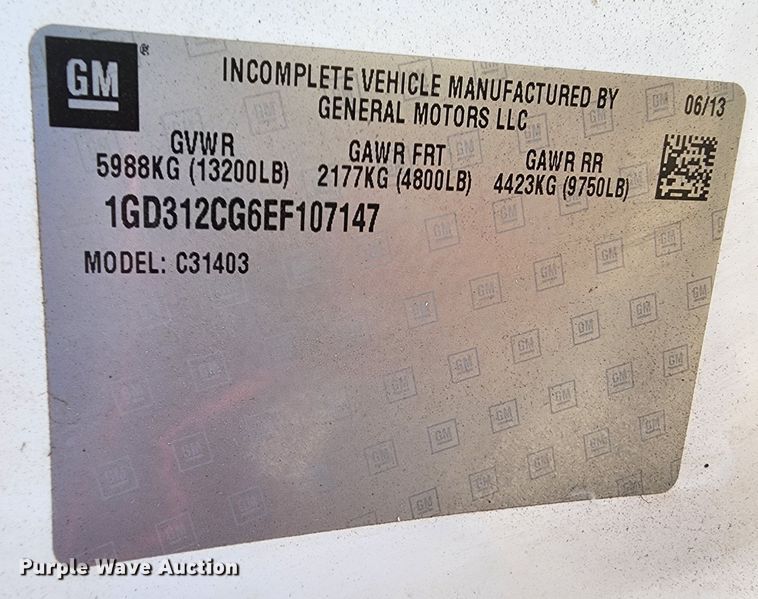 GM ®
INCOMPLETE VEHICLE MANUFACTURED BY
GENERAL MOTORS LLC
06/13
GVWR
5988KG (13200LB)
GAWR FRT
2177KG (4800LB)
GAWR RR
4423KG (9750LB)
1GD312CG6EF107147
MODEL: C31403
Purple Wave Auction